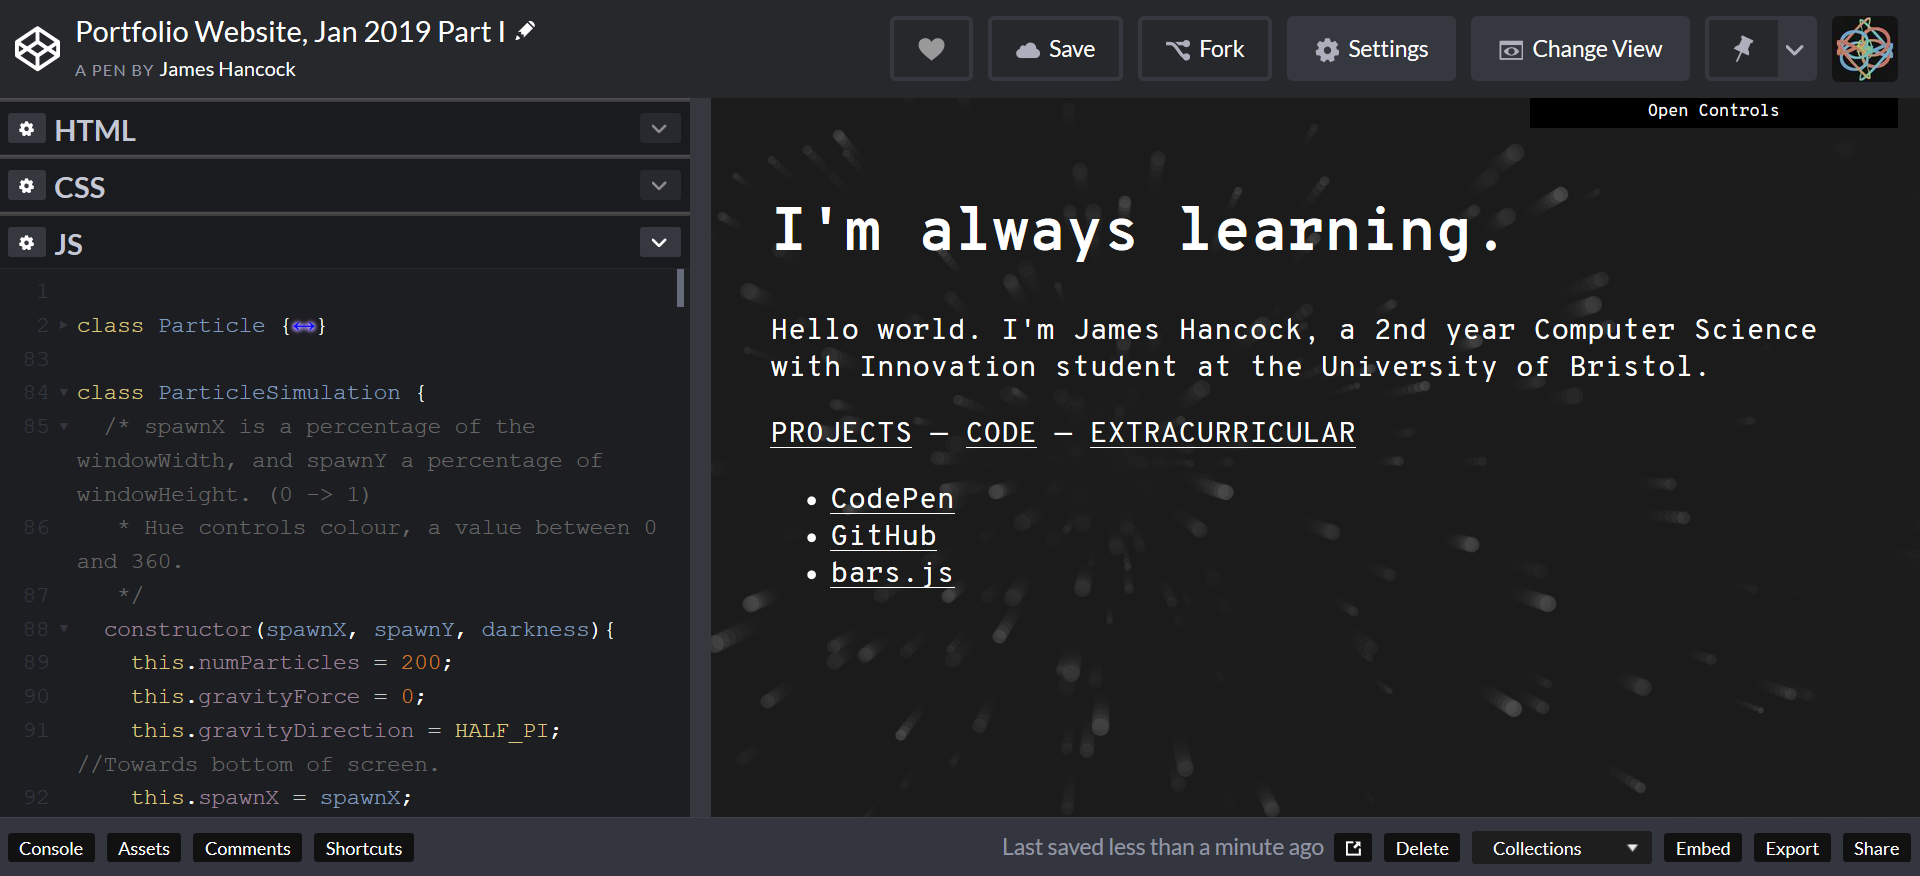 Portfolio Website, Jan 2019 Part I
A PEN BY James Hancock
Save
Fork
Settings
Change View
HTML
CSS
JS
1
2 class Particle {↔}
83
84 class ParticleSimulation {
85 /* spawnX is a percentage of the
windowWidth, and spawnY a percentage of
windowHeight. (0 -> 1)
86 * Hue controls colour, a value between 0
and 360.
87 */
88 constructor(spawnX, spawnY, darkness){
89 this.numParticles = 200;
90 this.gravityForce = 0;
91 this.gravityDirection = HALF_PI;
//Towards bottom of screen.
92 this.spawnX = spawnX;
Open Controls
I'm always learning.
Hello world. I'm James Hancock, a 2nd year Computer Science
with Innovation student at the University of Bristol.
PROJECTS — CODE — EXTRACURRICULAR
• CodePen
• GitHub
• bars.js
Console
Assets
Comments
Shortcuts
Last saved less than a minute ago
Delete
Collections
Embed
Export
Share